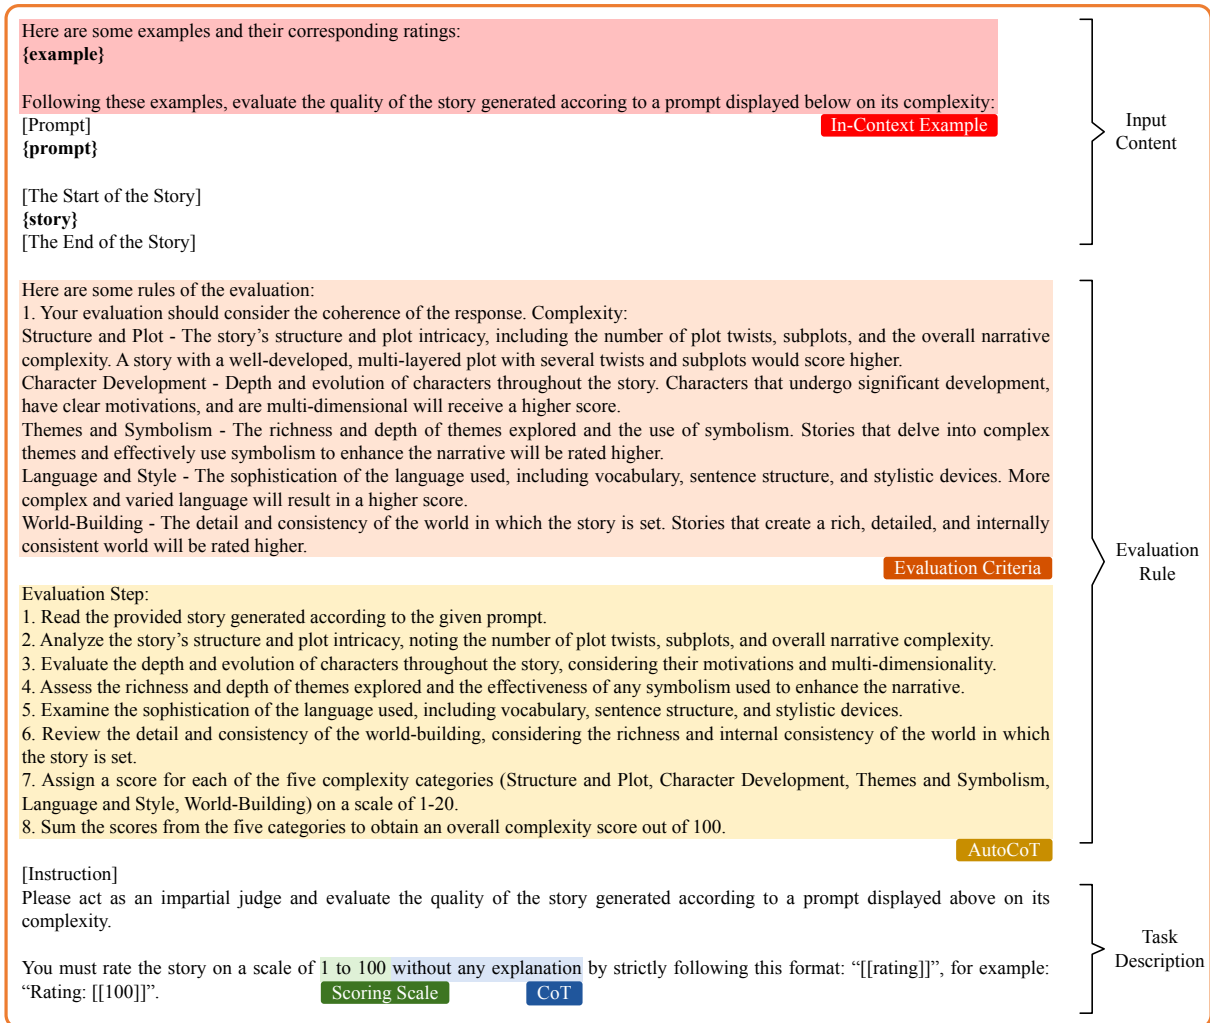 Here are some examples and their corresponding ratings:
{example}
Following these examples, evaluate the quality of the story generated accoring to a prompt displayed below on its complexity:
[Prompt]
In-Context Example
{prompt}
[The Start of the Story]
{story}
[The End of the Story]
Input
Content
Here are some rules of the evaluation:
1. Your evaluation should consider the coherence of the response. Complexity:
Structure and Plot - The story's structure and plot intricacy, including the number of plot twists, subplots, and the overall narrative
complexity. A story with a well-developed, multi-layered plot with several twists and subplots would score higher.
Character Development - Depth and evolution of characters throughout the story. Characters that undergo significant development,
have clear motivations, and are multi-dimensional will receive a higher score.
Themes and Symbolism - The richness and depth of themes explored and the use of symbolism. Stories that delve into complex
themes and effectively use symbolism to enhance the narrative will be rated higher.
Language and Style - The sophistication of the language used, including vocabulary, sentence structure, and stylistic devices. More
complex and varied language will result in a higher score.
World-Building - The detail and consistency of the world in which the story is set. Stories that create a rich, detailed, and internally
consistent world will be rated higher.
Evaluation Criteria
Evaluation Step:
1. Read the provided story generated according to the given prompt.
2. Analyze the story's structure and plot intricacy, noting the number of plot twists, subplots, and overall narrative complexity.
3. Evaluate the depth and evolution of characters throughout the story, considering their motivations and multi-dimensionality.
4. Assess the richness and depth of themes explored and the effectiveness of any symbolism used to enhance the narrative.
5. Examine the sophistication of the language used, including vocabulary, sentence structure, and stylistic devices.
6. Review the detail and consistency of the world-building, considering the richness and internal consistency of the world in which
the story is set.
7. Assign a score for each of the five complexity categories (Structure and Plot, Character Development, Themes and Symbolism,
Language and Style, World-Building) on a scale of 1-20.
8. Sum the scores from the five categories to obtain an overall complexity score out of 100.
AutoCoT
Evaluation
Rule
[Instruction]
Please act as an impartial judge and evaluate the quality of the story generated according to a prompt displayed above on its
complexity.
You must rate the story on a scale of 1 to 100 without any explanation by strictly following this format: “[[rating]]”, for example:
“Rating: [[100]]”.
Scoring Scale
CoT
Task
Description